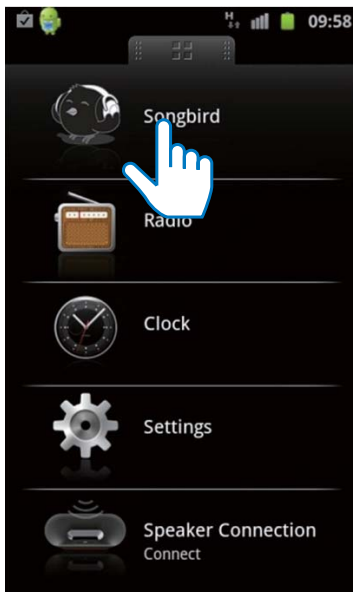 H 09:58
Songbird
Radio
Clock
Settings
Speaker Connection
Connect